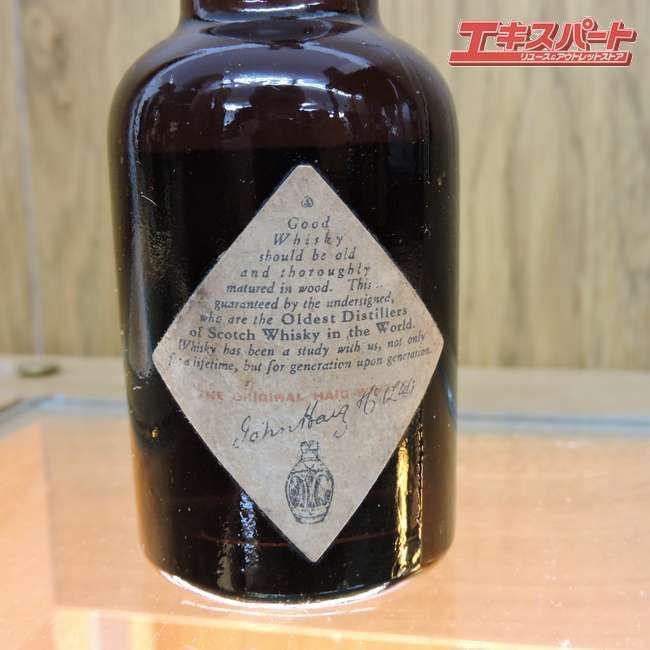 エキスパート
リユース&アウトレットストア
Good
Whisky
should be old
and thoroughly
matured in wood. This
guaranteed by the undersigned,
who are the Oldest Distillers
of Scotch Whisky in the World.
Whisky has been a study with us, not only
a lifetime, but for generation upon generation.
THE ORIGINAL HAIG
John Haig & Co Ltd